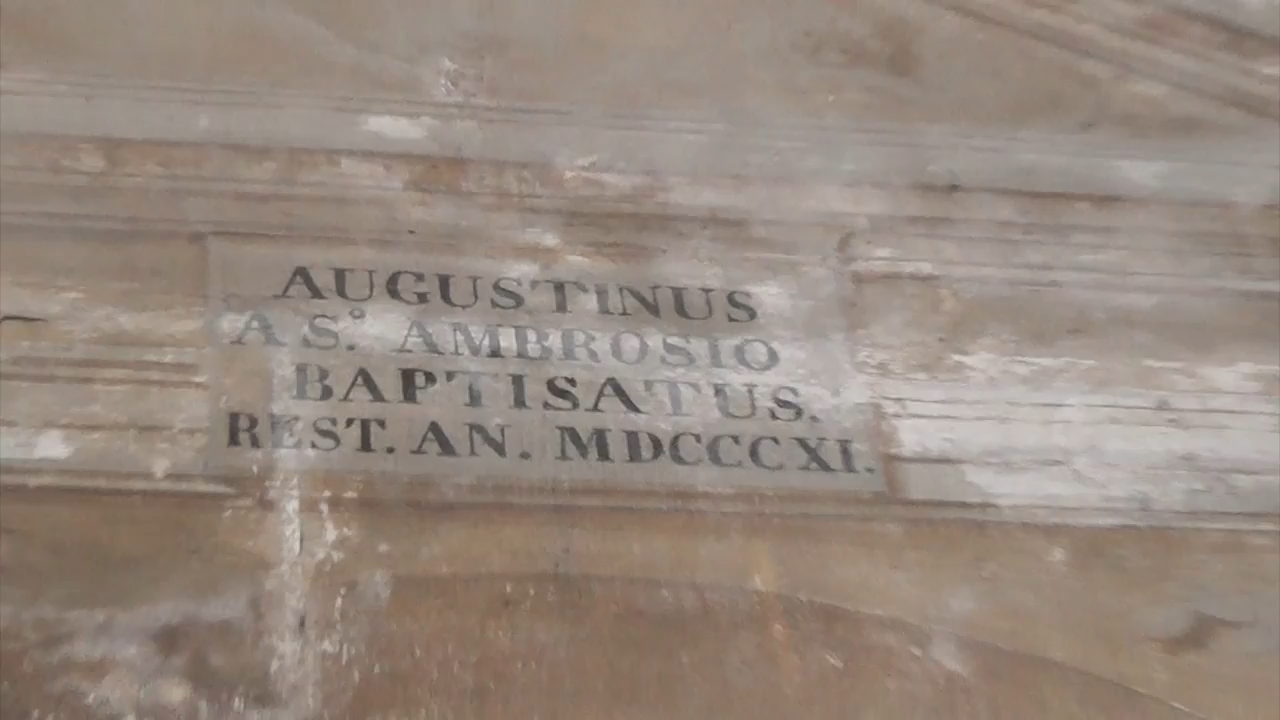 AUGUSTINUS
A S.° AMBROSIO
BAPTISATUS.
REST. AN. MDCCCXI.